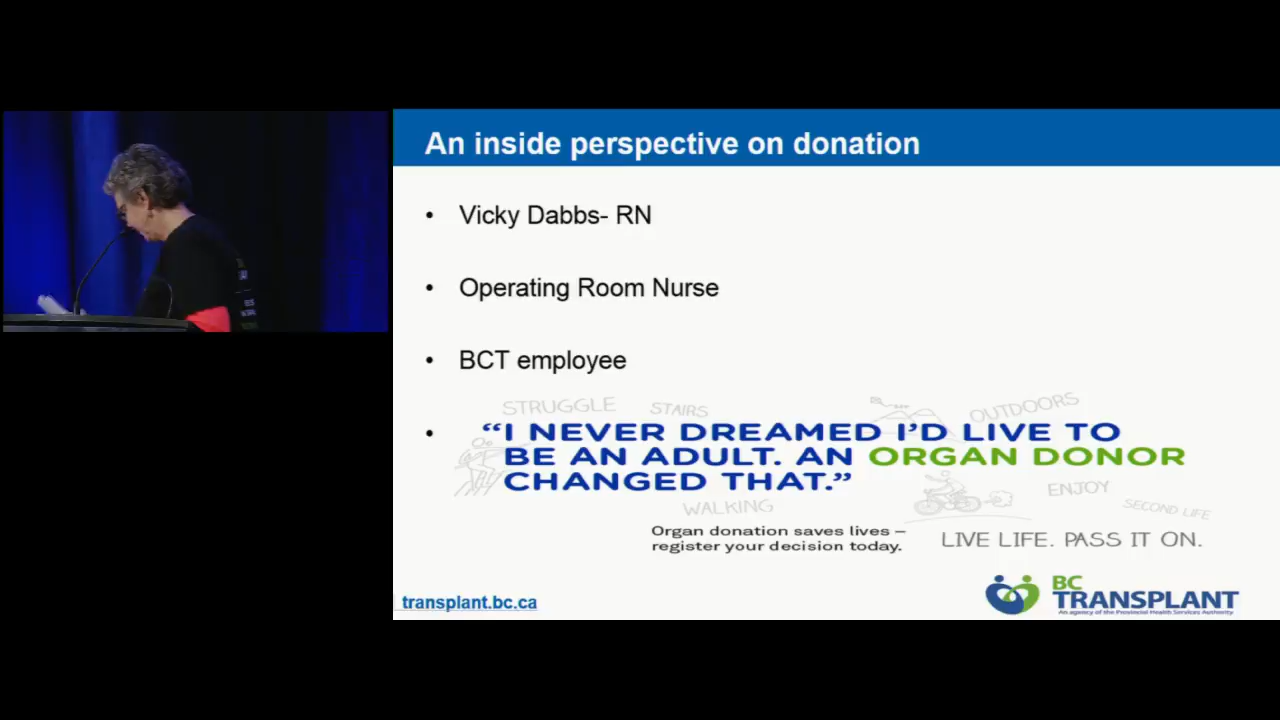 An inside perspective on donation
• Vicky Dabbs- RN
• Operating Room Nurse
• BCT employee
STRUGGLE
STAIRS
OUTDOORS
• “I NEVER DREAMED I’D LIVE TO
BE AN ADULT. AN ORGAN DONOR
CHANGED THAT.”
ENJOY
WALKING
SECOND LIFE
Organ donation saves lives –
register your decision today.
LIVE LIFE. PASS IT ON.
transplant.bc.ca
BC
TRANSPLANT
An agency of the Provincial Health Services Authority